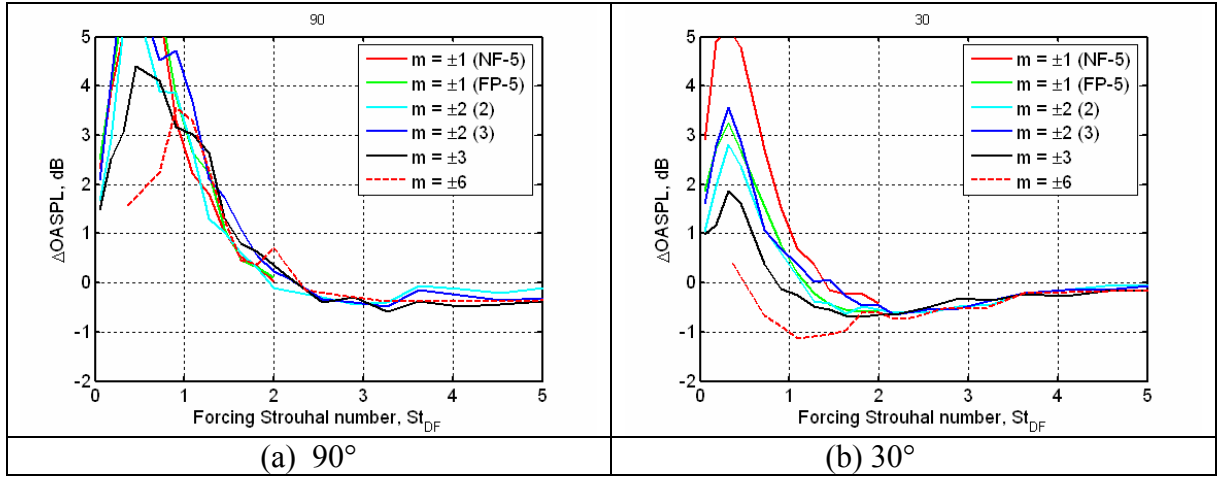 90
ΔOASPL, dB
5
4
3
2
1
0
-1
-2
m = ±1 (NF-5)
m = ±1 (FP-5)
m = ±2 (2)
m = ±2 (3)
m = ±3
m = ±6
0 1 2 3 4 5
Forcing Strouhal number, St_DF
(a) 90°
30
ΔOASPL, dB
5
4
3
2
1
0
-1
-2
m = ±1 (NF-5)
m = ±1 (FP-5)
m = ±2 (2)
m = ±2 (3)
m = ±3
m = ±6
0 1 2 3 4 5
Forcing Strouhal number, St_DF
(b) 30°